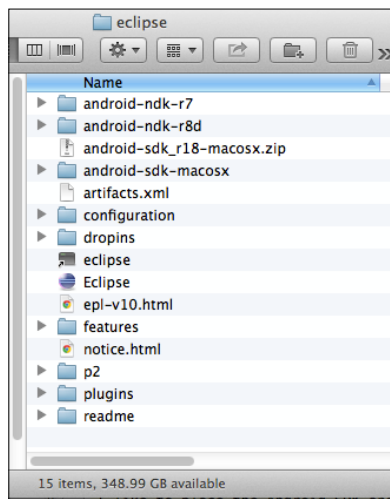 eclipse
Name
android-ndk-r7
android-ndk-r8d
android-sdk_r18-macosx.zip
android-sdk-macosx
artifacts.xml
configuration
dropins
eclipse
Eclipse
epl-v10.html
features
notice.html
p2
plugins
readme
15 items, 348.99 GB available